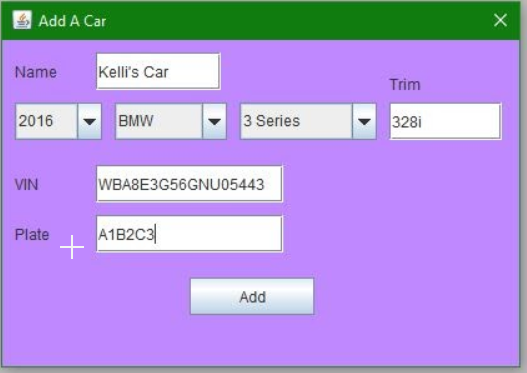 Add A Car
Name Kelli's Car
Trim
2016 BMW 3 Series 328i
VIN WBA8E3G56GNU05443
Plate A1B2C3
Add